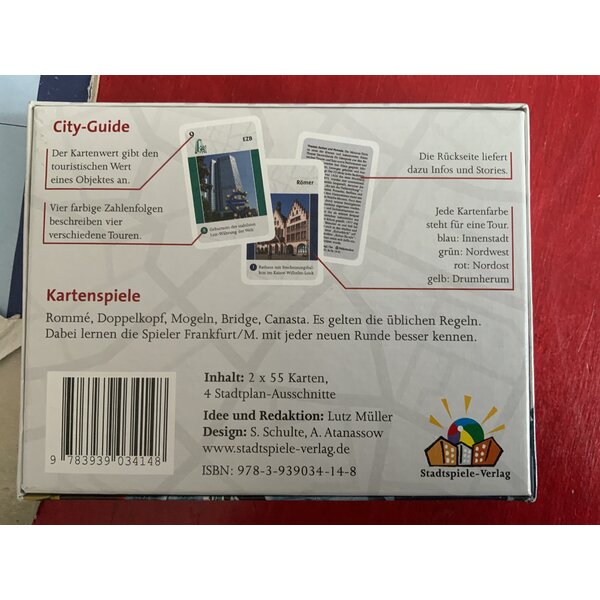 City-Guide
Der Kartenwert gibt den
touristischen Wert
eines Objektes an.
Vier farbige Zahlenfolgen
beschreiben vier
verschiedene Touren.
9
EZB
Römer
Die Rückseite liefert
dazu Infos und Stories.
Jede Kartenfarbe
steht für eine Tour.
blau: Innenstadt
grün: Nordwest
rot: Nordost
gelb: Drumherum
Kartenspiele
Rommé, Doppelkopf, Mogeln, Bridge, Canasta. Es gelten die üblichen Regeln.
Dabei lernen die Spieler Frankfurt/M. mit jeder neuen Runde besser kennen.
Inhalt: 2 x 55 Karten,
4 Stadtplan-Ausschnitte
Idee und Redaktion: Lutz Müller
Design: S. Schulte, A. Atanassow
www.stadtspiele-verlag.de
ISBN: 978-3-939034-14-8
9 783939 034148
Stadtspiele-Verlag